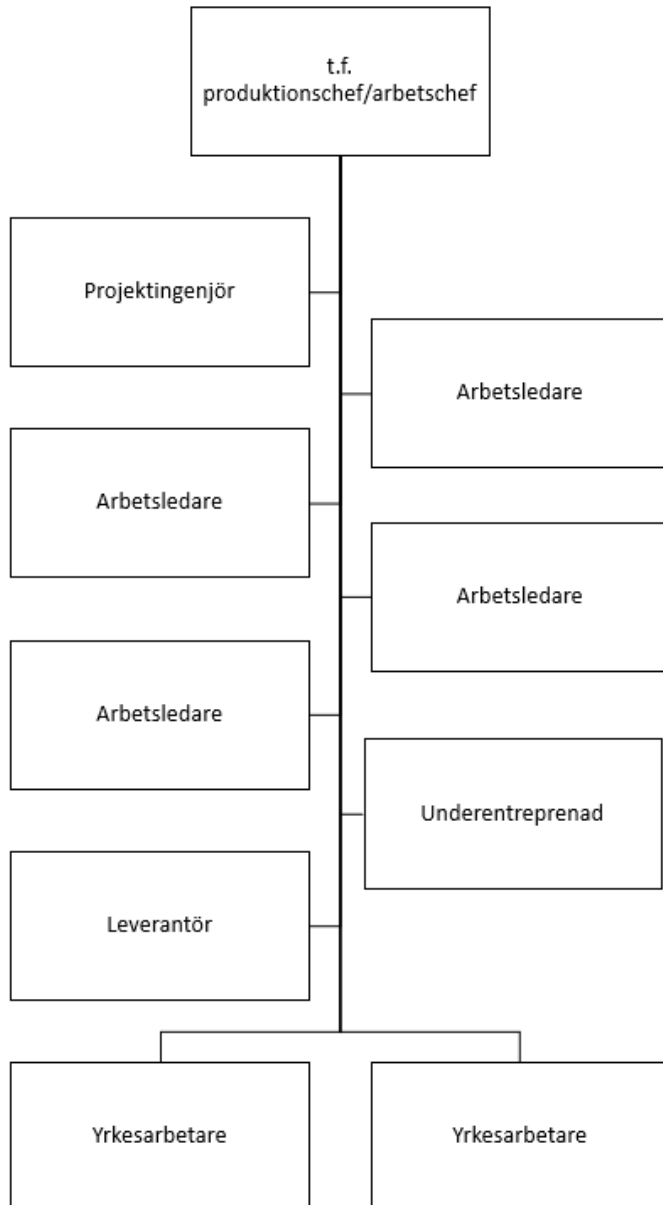 t.f.
produktionschef/arbetschef
Projektingenjör
Arbetsledare
Arbetsledare
Arbetsledare
Arbetsledare
Underentreprenad
Leverantör
Yrkesarbetare
Yrkesarbetare